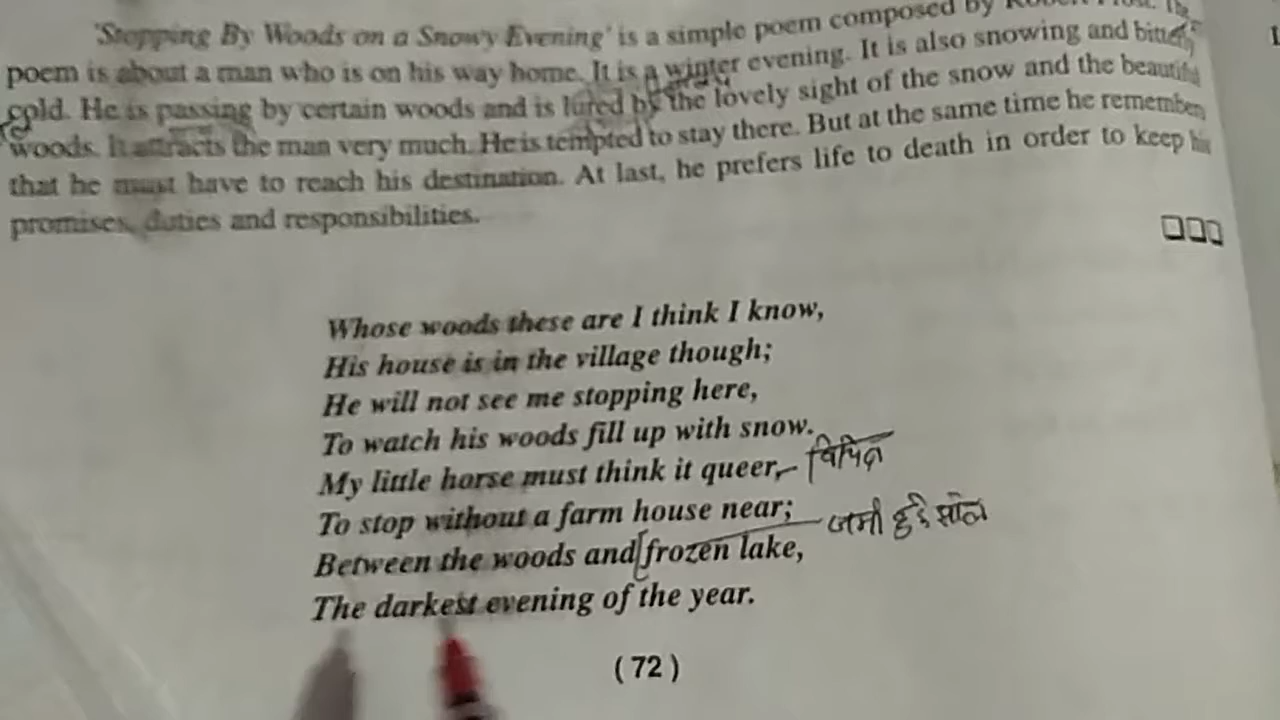 'Stopping By Woods on a Snowy Evening' is a simple poem composed by
poem is about a man who is on his way home. It is a winter evening. It is also snowing and bitterly
cold. He is passing by certain woods and is lured by the lovely sight of the snow and the beautiful
woods. It attracts the man very much. He is tempted to stay there. But at the same time he remembers
that he must have to reach his destination. At last, he prefers life to death in order to keep his
promises, duties and responsibilities.
Whose woods these are I think I know,
His house is in the village though;
He will not see me stopping here,
To watch his woods fill up with snow.
My little horse must think it queer,
To stop without a farm house near;
जमी हुई
Between the woods and frozen lake,
The darkest evening of the year.
( 72 )